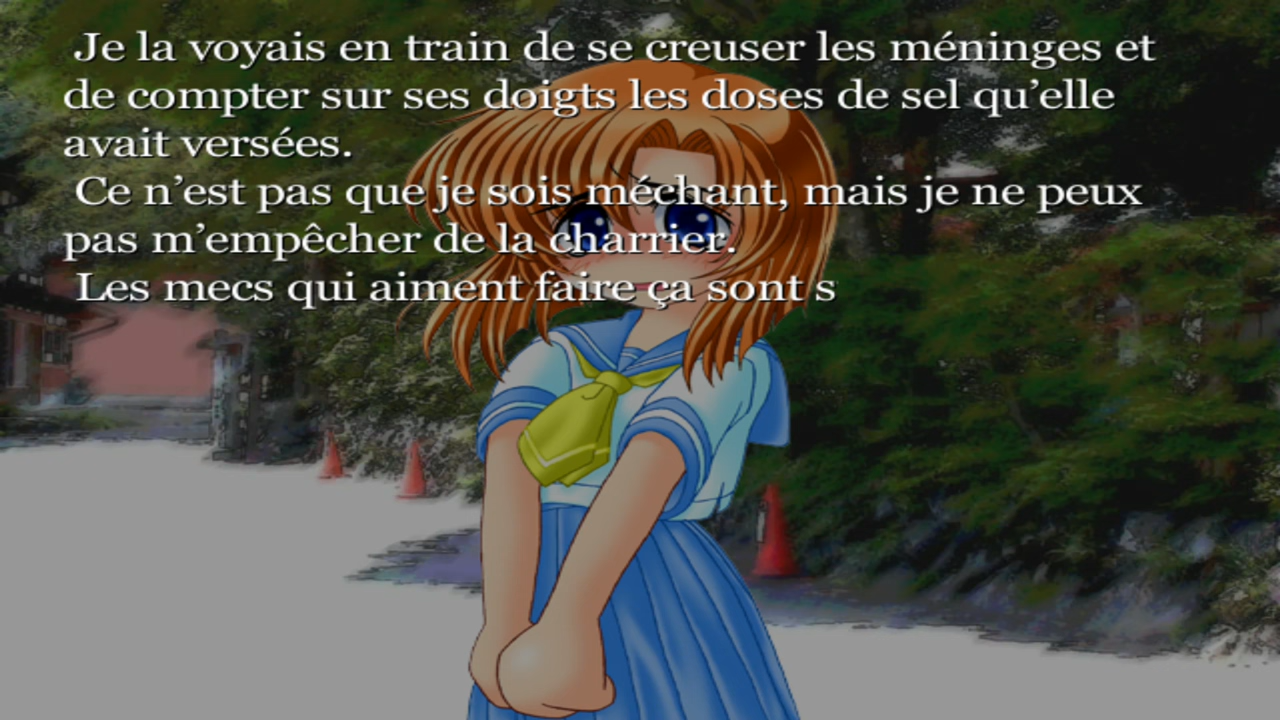 Je la voyais en train de se creuser les méninges et
de compter sur ses doigts les doses de sel qu’elle
avait versées.
Ce n’est pas que je sois méchant, mais je ne peux
pas m’empêcher de la charrier.
Les mecs qui aiment faire ça sont s